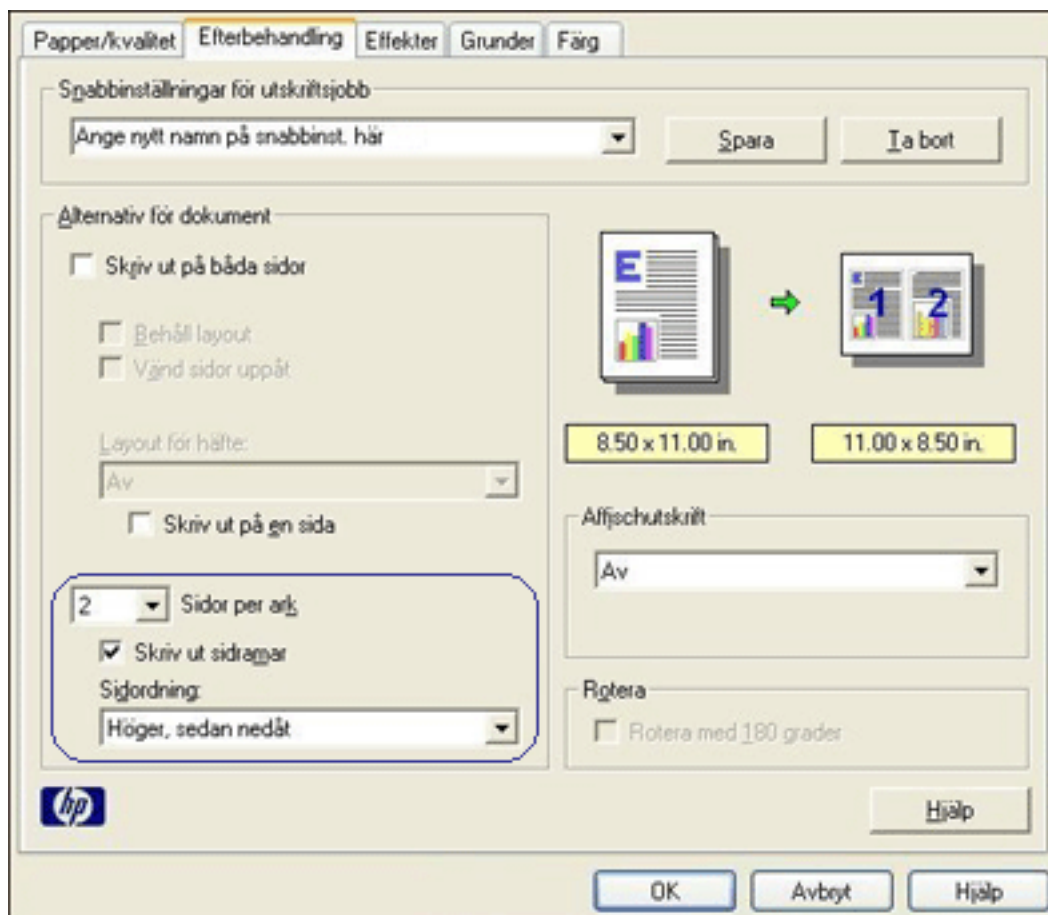 Papper/kvalitet Efterbehandling Effekter Grunder Färg
Snabbinställningar för utskriftsjobb
Ange nytt namn på snabbinst. här Spara Ta bort
Alternativ för dokument
Skriv ut på båda sidor
Behåll layout
Vänd sidor uppåt
Layout för häfte:
Av
Skriv ut på en sida
2 Sidor per ark
Skriv ut sidramar
Sidordning:
Höger, sedan nedåt
E
E 1 2
8.50 x 11.00 in. 11.00 x 8.50 in.
Affischutskrift
Av
Rotera
Rotera med 180 grader
hp
Hjälp
OK Avbryt Hjälp